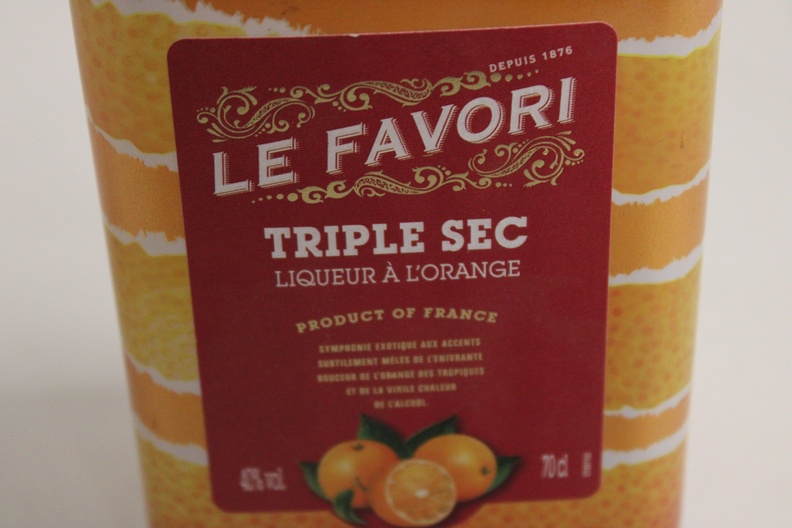 DEPUIS 1876
LE FAVORI
TRIPLE SEC
LIQUEUR À L'ORANGE
PRODUCT OF FRANCE
SYMPHONIE EXOTIQUE AUX ACCENTS
SUBTILEMENT MÊLÉS DE L'ENIVRANTE
DOUCEUR DE L'ORANGE DES TROPIQUES
ET DE LA VIRILE CHALEUR
DE L'ALCOOL.
40% vol. 70 cl